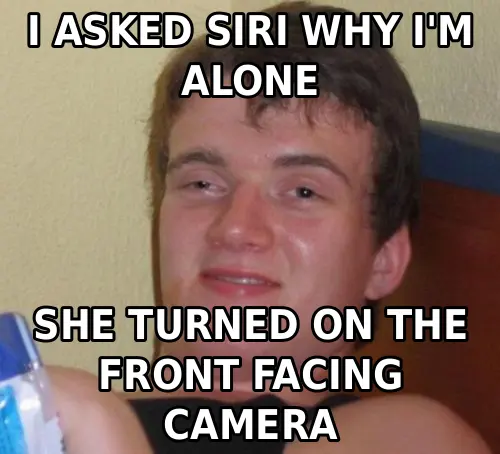 I ASKED SIRI WHY I'M
ALONE
SHE TURNED ON THE
FRONT FACING
CAMERA